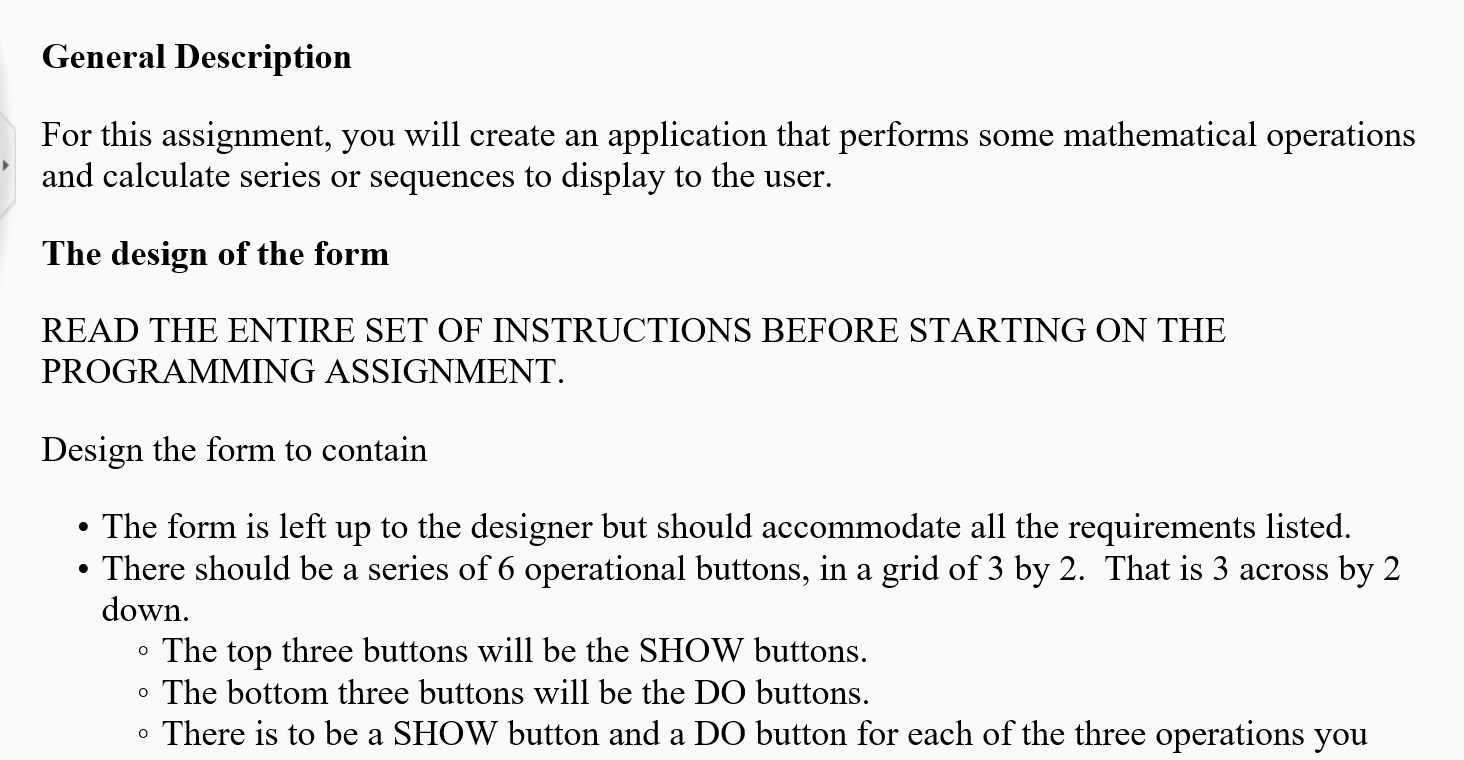 General Description
For this assignment, you will create an application that performs some mathematical operations
and calculate series or sequences to display to the user.
The design of the form
READ THE ENTIRE SET OF INSTRUCTIONS BEFORE STARTING ON THE
PROGRAMMING ASSIGNMENT.
Design the form to contain
• The form is left up to the designer but should accommodate all the requirements listed.
• There should be a series of 6 operational buttons, in a grid of 3 by 2.  That is 3 across by 2
down.
◦ The top three buttons will be the SHOW buttons.
◦ The bottom three buttons will be the DO buttons.
◦ There is to be a SHOW button and a DO button for each of the three operations you